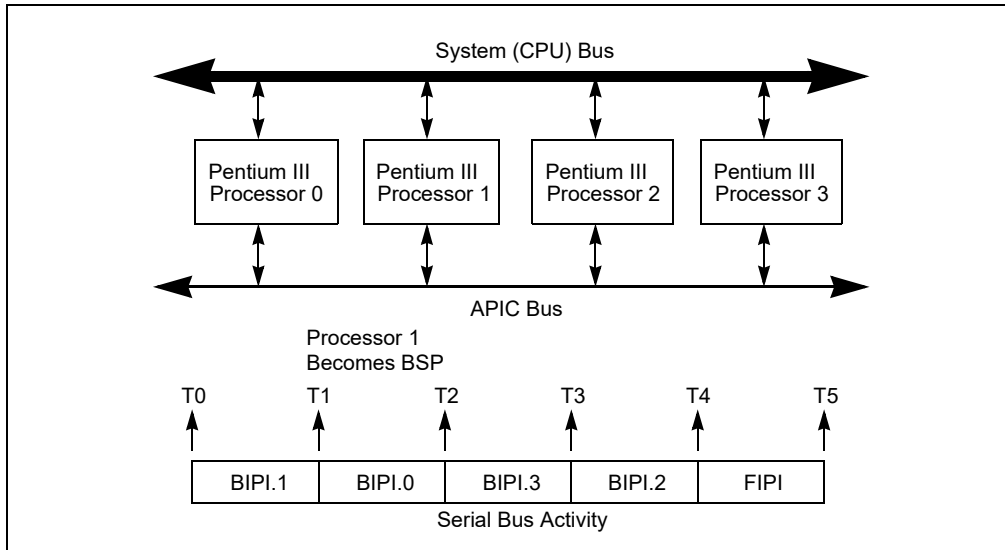 System (CPU) Bus
Pentium III
Processor 0
Pentium III
Processor 1
Pentium III
Processor 2
Pentium III
Processor 3
APIC Bus
Processor 1
Becomes BSP
T0 T1 T2 T3 T4 T5
BIPI.1 BIPI.0 BIPI.3 BIPI.2 FIPI
Serial Bus Activity